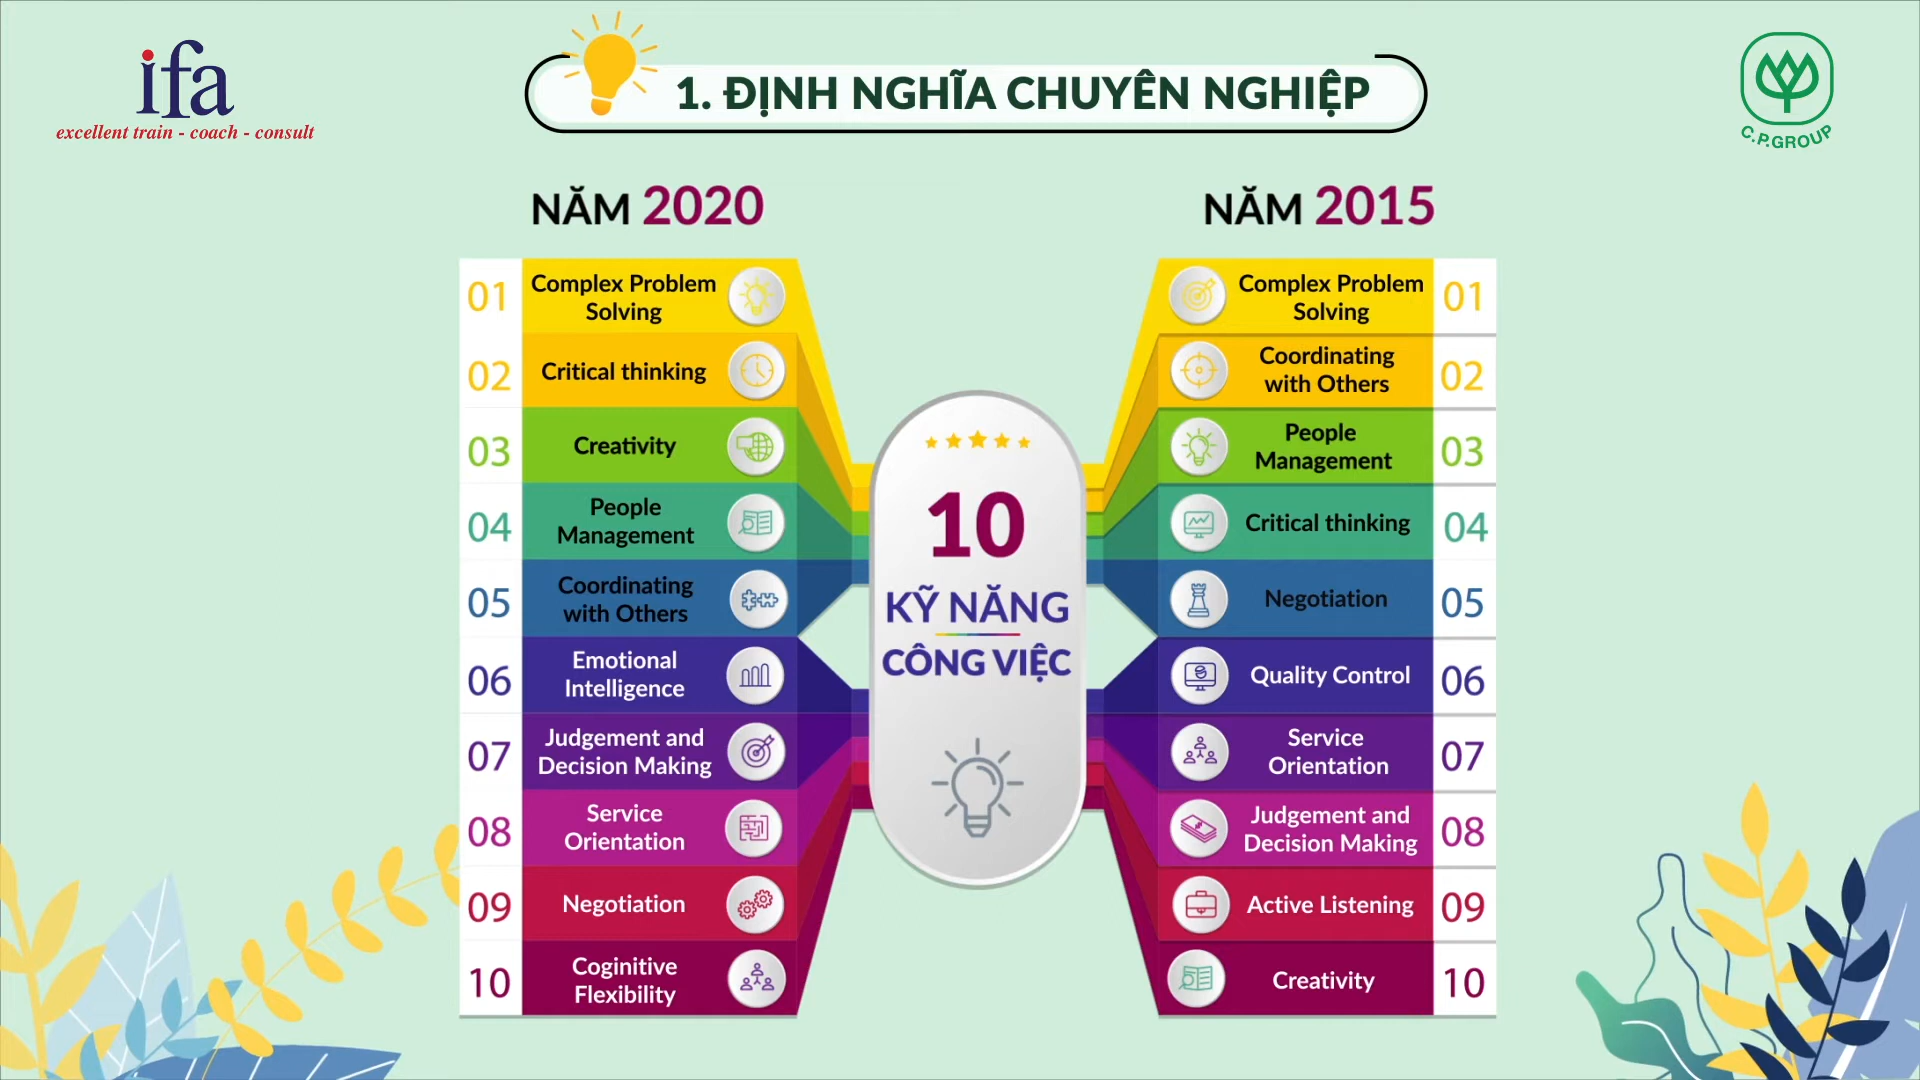 ifa
excellent train - coach - consult
1. ĐỊNH NGHĨA CHUYÊN NGHIỆP
C.P.GROUP
NĂM 2020
01
Complex Problem
Solving
02
Critical thinking
03
Creativity
04
People
Management
05
Coordinating
with Others
06
Emotional
Intelligence
07
Judgement and
Decision Making
08
Service
Orientation
09
Negotiation
10
Coginitive
Flexibility
10
KỸ NĂNG
CÔNG VIỆC
NĂM 2015
Complex Problem
Solving
01
Coordinating
with Others
02
People
Management
03
Critical thinking
04
Negotiation
05
Quality Control
06
Service
Orientation
07
Judgement and
Decision Making
08
Active Listening
09
Creativity
10